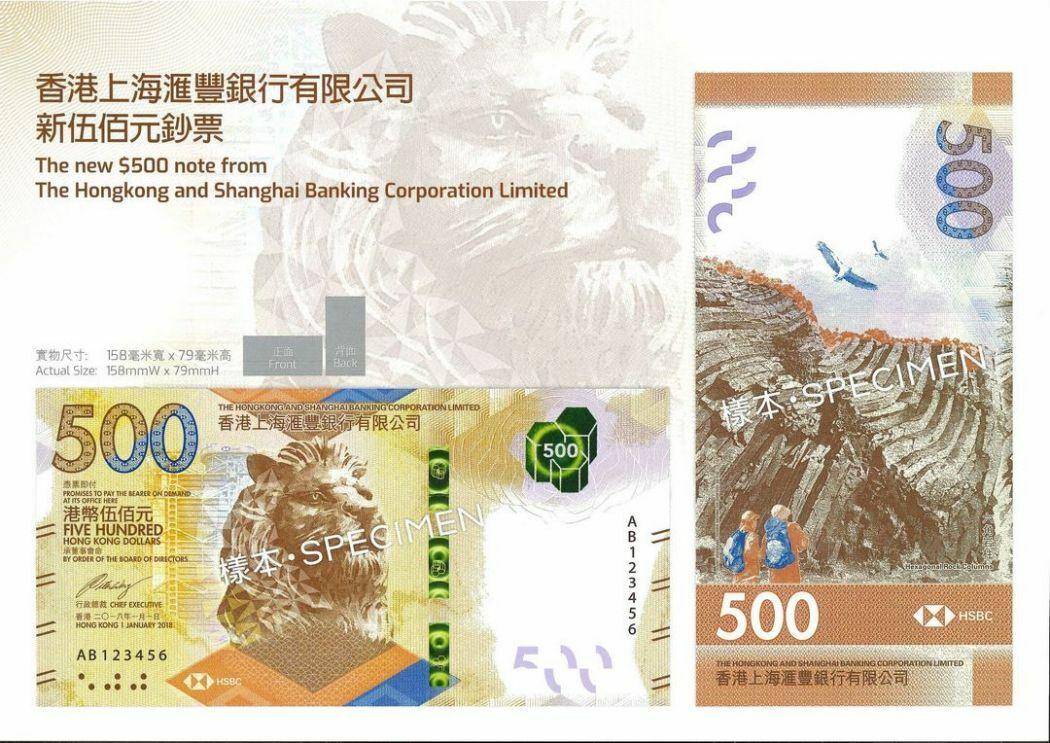 香港上海滙豐銀行有限公司
新伍佰元鈔票
The new $500 note from
The Hongkong and Shanghai Banking Corporation Limited
實物尺寸: 158毫米寬 x 79毫米高
Actual Size: 158mmW x 79mmH
正面
Front
背面
Back
500
THE HONGKONG AND SHANGHAI BANKING CORPORATION LIMITED
香港上海滙豐銀行有限公司
500
憑票即付
PROMISES TO PAY THE BEARER ON DEMAND
AT ITS OFFICE HERE
港幣伍佰元
FIVE HUNDRED
HONG KONG DOLLARS
承董事會命
BY ORDER OF THE BOARD OF DIRECTORS
樣本·SPECIMEN
行政總裁 CHIEF EXECUTIVE
香港 二〇一八年一月一日
HONG KONG 1 JANUARY 2018
AB123456
AB123456
HSBC
500
樣本·SPECIMEN
Hexagonal Rock Columns
500
HSBC
THE HONGKONG AND SHANGHAI BANKING CORPORATION LIMITED
香港上海滙豐銀行有限公司